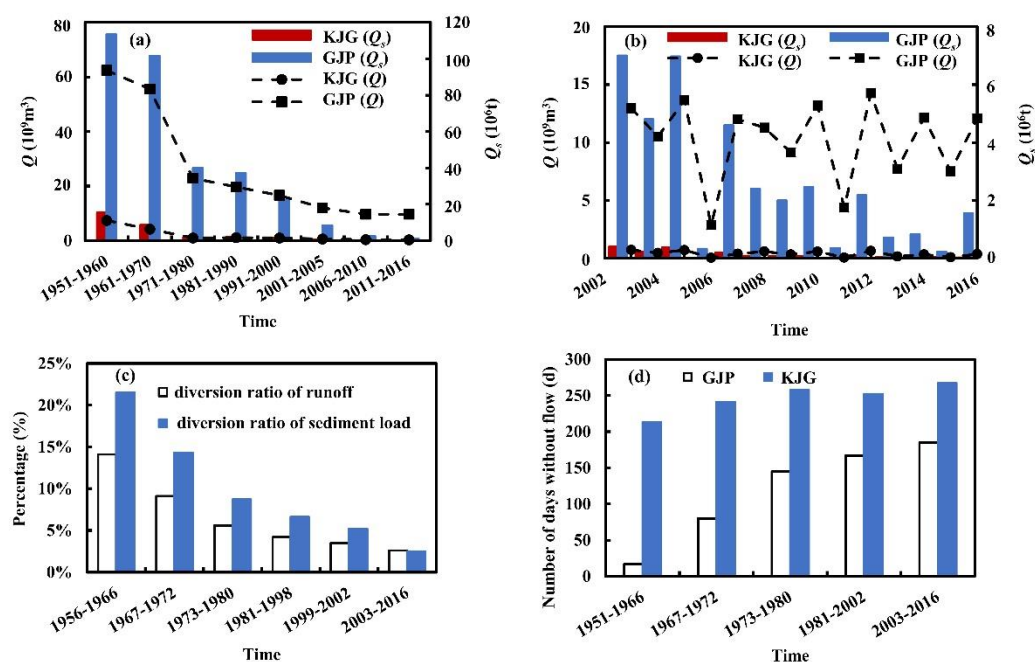 (a)
KJG (Qs)
GJP (Qs)
KJG (Q)
GJP (Q)
Q (10⁹m³)
80
60
40
20
0
Qs (10⁶t)
120
100
80
60
40
20
0
1951-1960
1961-1970
1971-1980
1981-1990
1991-2000
2001-2005
2006-2010
2011-2016
Time
(b)
KJG (Qs)
GJP (Qs)
KJG (Q)
GJP (Q)
Q (10⁹m³)
20
15
10
5
0
Qs (10⁶t)
8
6
4
2
0
2002
2004
2006
2008
2010
2012
2014
2016
Time
(c)
diversion ratio of runoff
diversion ratio of sediment load
Percentage (%)
25%
20%
15%
10%
5%
0%
1956-1966
1967-1972
1973-1980
1981-1998
1999-2002
2003-2016
Time
(d)
GJP
KJG
Number of days without flow (d)
300
250
200
150
100
50
0
1951-1966
1967-1972
1973-1980
1981-2002
2003-2016
Time